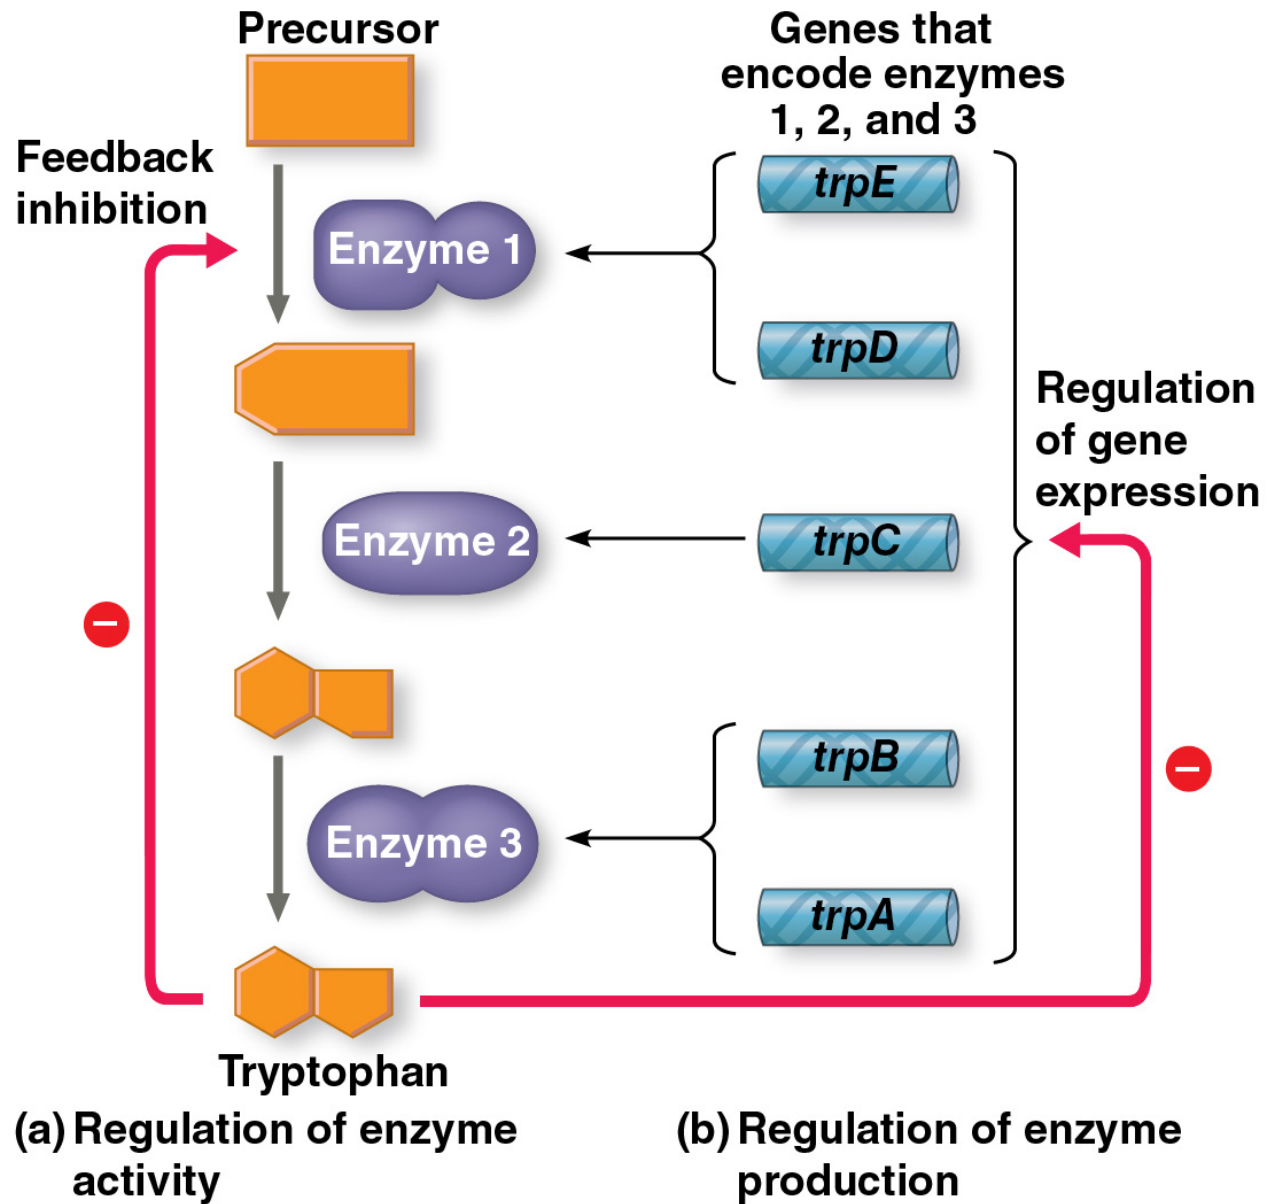 Precursor
Genes that
encode enzymes
1, 2, and 3
Feedback
inhibition
trpE
Enzyme 1
trpD
Regulation
of gene
expression
Enzyme 2
trpC
–
trpB
–
Enzyme 3
trpA
Tryptophan
(a) Regulation of enzyme
activity
(b) Regulation of enzyme
production